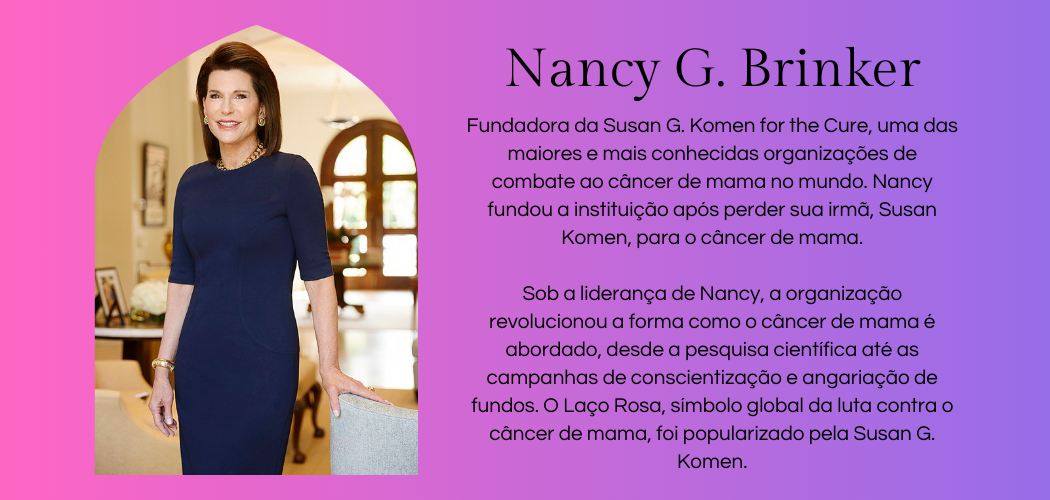 Nancy G. Brinker
Fundadora da Susan G. Komen for the Cure, uma das
maiores e mais conhecidas organizações de
combate ao câncer de mama no mundo. Nancy
fundou a instituição após perder sua irmã, Susan
Komen, para o câncer de mama.
Sob a liderança de Nancy, a organização
revolucionou a forma como o câncer de mama é
abordado, desde a pesquisa científica até as
campanhas de conscientização e angariação de
fundos. O Laço Rosa, símbolo global da luta contra o
câncer de mama, foi popularizado pela Susan G.
Komen.